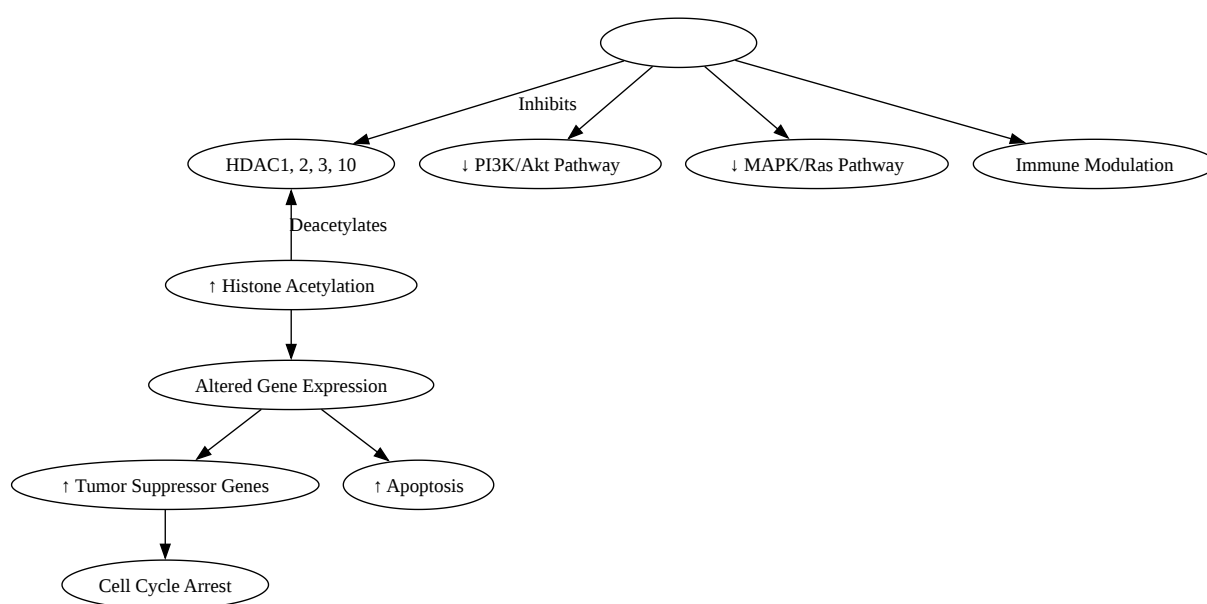 Inhibits
HDAC1, 2, 3, 10
↓ PI3K/Akt Pathway
↓ MAPK/Ras Pathway
Immune Modulation
Deacetylates
↑ Histone Acetylation
Altered Gene Expression
↑ Tumor Suppressor Genes
↑ Apoptosis
Cell Cycle Arrest